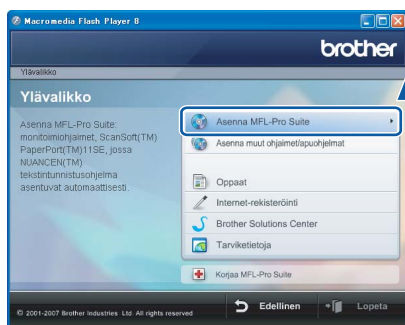 Macromedia Flash Player 8
brother
Ylävalikko
Ylävalikko
Asenna MFL-Pro Suite:
monitoimiohjaimet, ScanSoft(TM)
PaperPort(TM)11SE, jossa
NUANCEN(TM)
tekstintunnistusohjelma
asentuvat automaattisesti.
Asenna MFL-Pro Suite
Asenna muut ohjaimet/apuohjelmat
Oppaat
Internet-rekisteröinti
Brother Solutions Center
Tarviketietoja
Korjaa MFL-Pro Suite
© 2001-2007 Brother Industries Ltd. All rights reserved
Edellinen
Lopeta